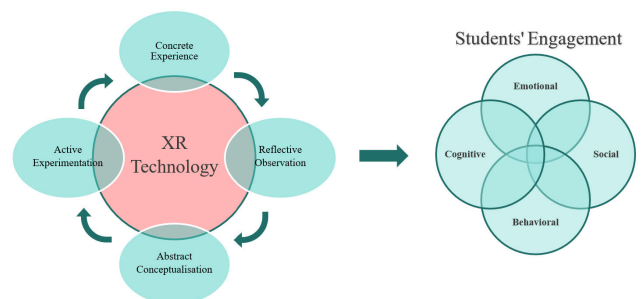 Concrete
Experience
Students' Engagement
Emotional
XR
Technology
Active
Experimentation
Reflective
Observation
Cognitive
Social
Behavioral
Abstract
Conceptualisation